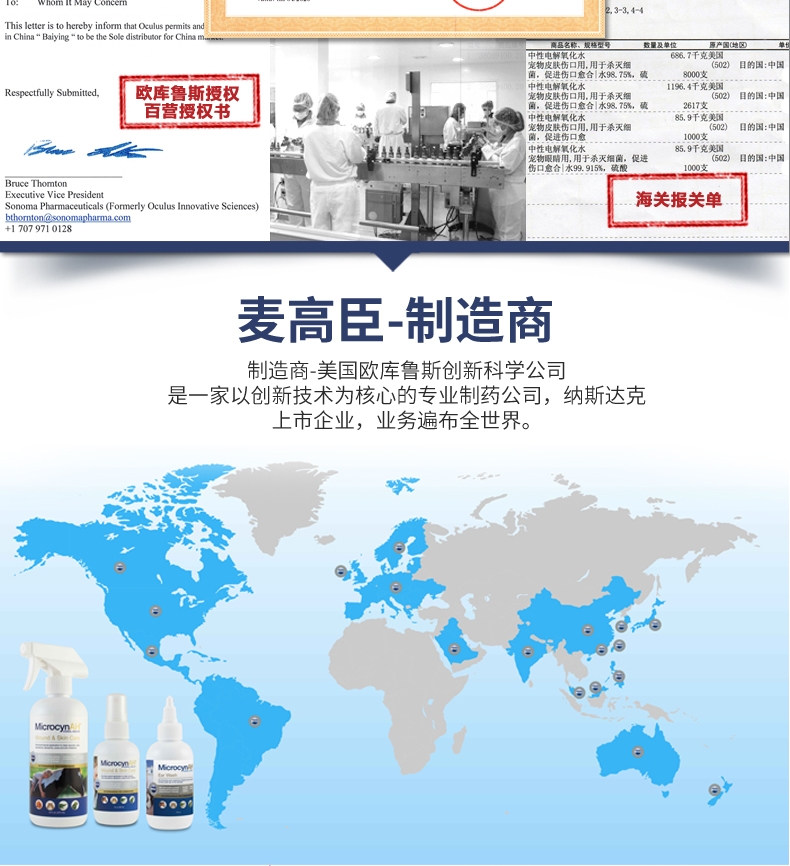 To: Whom It May Concern
This letter is to hereby inform that Oculus permits and
in China “ Baiying “ to be the Sole distributor for China
Respectfully Submitted,
欧库鲁斯授权
百营授权书
Bruce Thornton
Executive Vice President
Sonoma Pharmaceuticals (Formerly Oculus Innovative Sciences)
bthornton@sonomapharma.com
+1 707 971 0128
2,3-3,4-4
商品名称、规格型号 数量及单位 原产国(地区)
中性电解氧化水 686.7千克美国
宠物皮肤伤口用,用于杀灭细 (502) 目的国:中国
菌,促进伤口愈合|水98.75%,硫 8000支
中性电解氧化水 1196.4千克美国
宠物皮肤伤口用,用于杀灭细 (502) 目的国:中国
菌,促进伤口愈合|水98.75%,硫 2617支
中性电解氧化水 85.9千克美国
宠物皮肤伤口用,用于杀灭细 (502) 目的国:中国
菌,促进伤口愈 1000支
中性电解氧化水 85.9千克美国
宠物眼睛用,用于杀灭细菌,促进 (502) 目的国:中国
伤口愈合|水99.915%,硫酸 1000支
海关报关单
麦高臣-制造商
制造商-美国欧库鲁斯创新科学公司
是一家以创新技术为核心的专业制药公司，纳斯达克
上市企业，业务遍布全世界。
MicrocynAH
Wound & Skin Care
MicrocynAH
Wound & Skin Care
MicrocynAH
Ear Wash